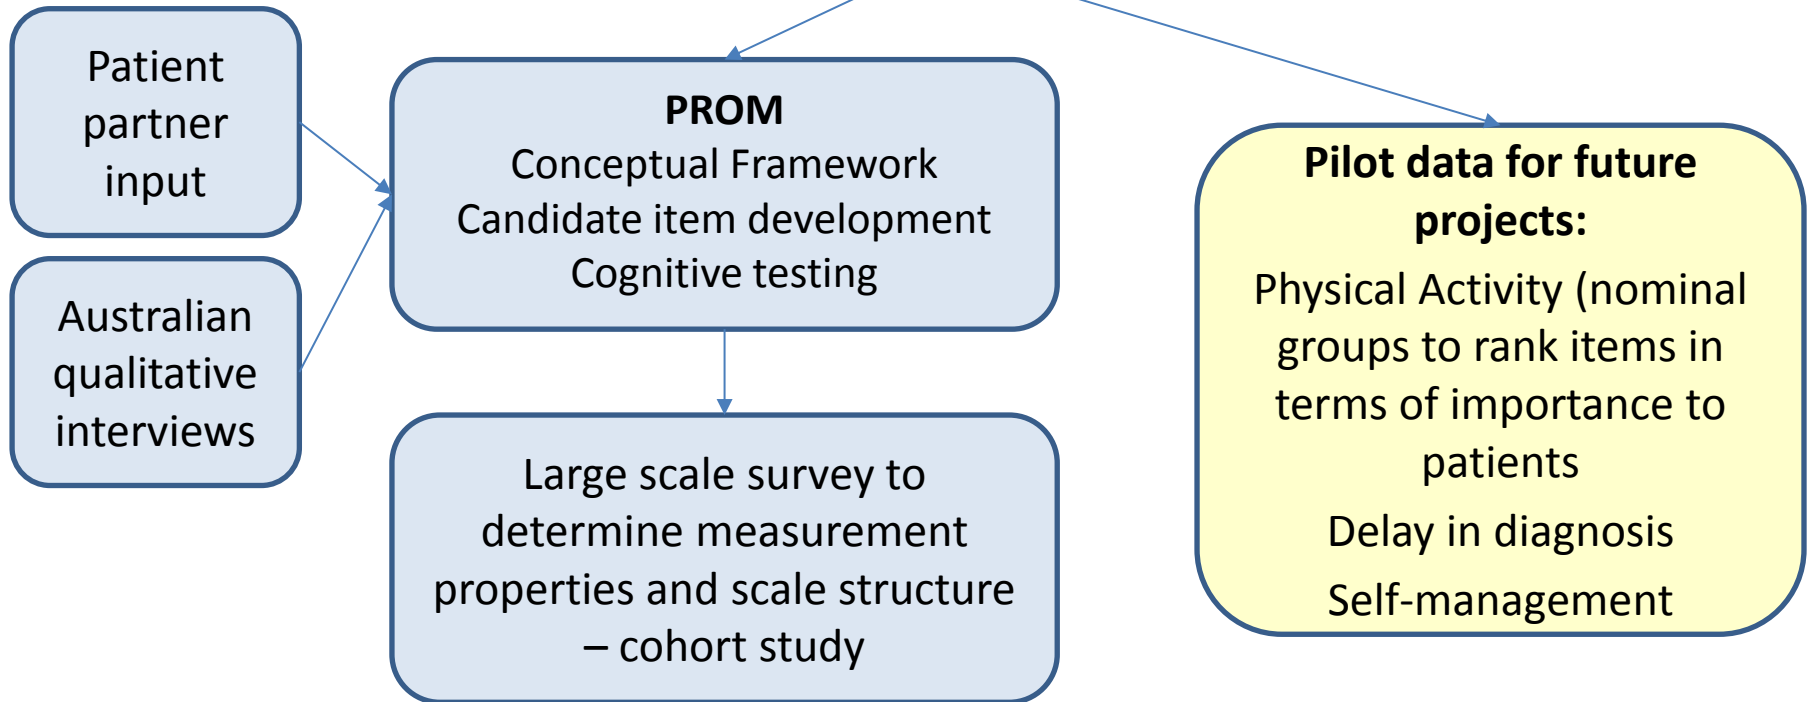 Patient
partner
input
Australian
qualitative
interviews
PROM
Conceptual Framework
Candidate item development
Cognitive testing
Large scale survey to
determine measurement
properties and scale structure
– cohort study
Pilot data for future
projects:
Physical Activity (nominal
groups to rank items in
terms of importance to
patients
Delay in diagnosis
Self-management